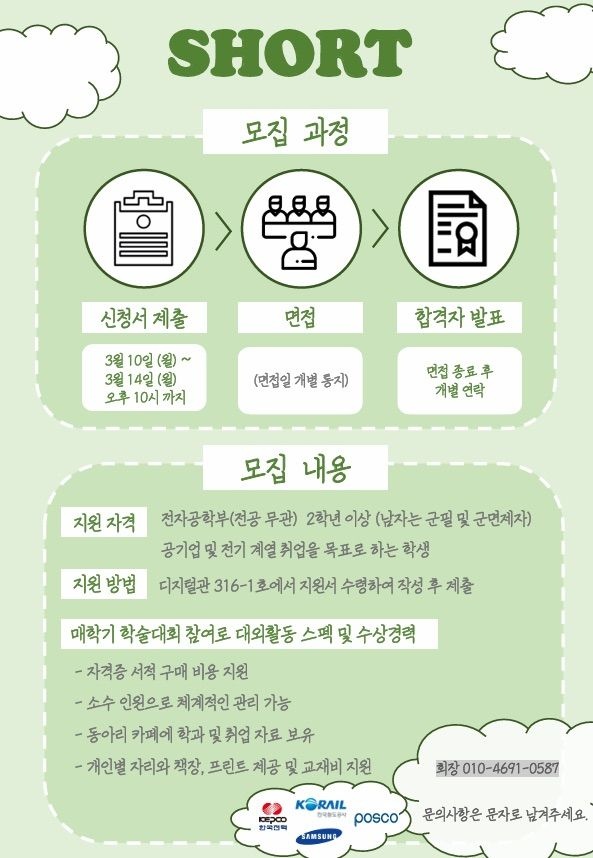 SHORT
모집 과정
신청서 제출
3월 10일 (월) ~
3월 14일 (월)
오후 10시 까지
면접
(면접일 개별 통지)
합격자 발표
면접 종료 후
개별 연락
모집 내용
지원 자격
전자공학부(전공 무관) 2학년 이상 (남자는 군필 및 군면제자)
공기업 및 전기 계열 취업을 목표로 하는 학생
지원 방법
디지털관 316-1호에서 지원서 수령하여 작성 후 제출
매학기 학술대회 참여로 대외활동 스펙 및 수상경력
- 자격증 서적 구매 비용 지원
- 소수 인원으로 체계적인 관리 가능
- 동아리 카페에 학과 및 취업 자료 보유
- 개인별 자리와 책장, 프린트 제공 및 교재비 지원
회장 010-4691-0587
문의사항은 문자로 남겨주세요.
KEPCO
한국전력
KORAIL
한국철도공사
posco
SAMSUNG